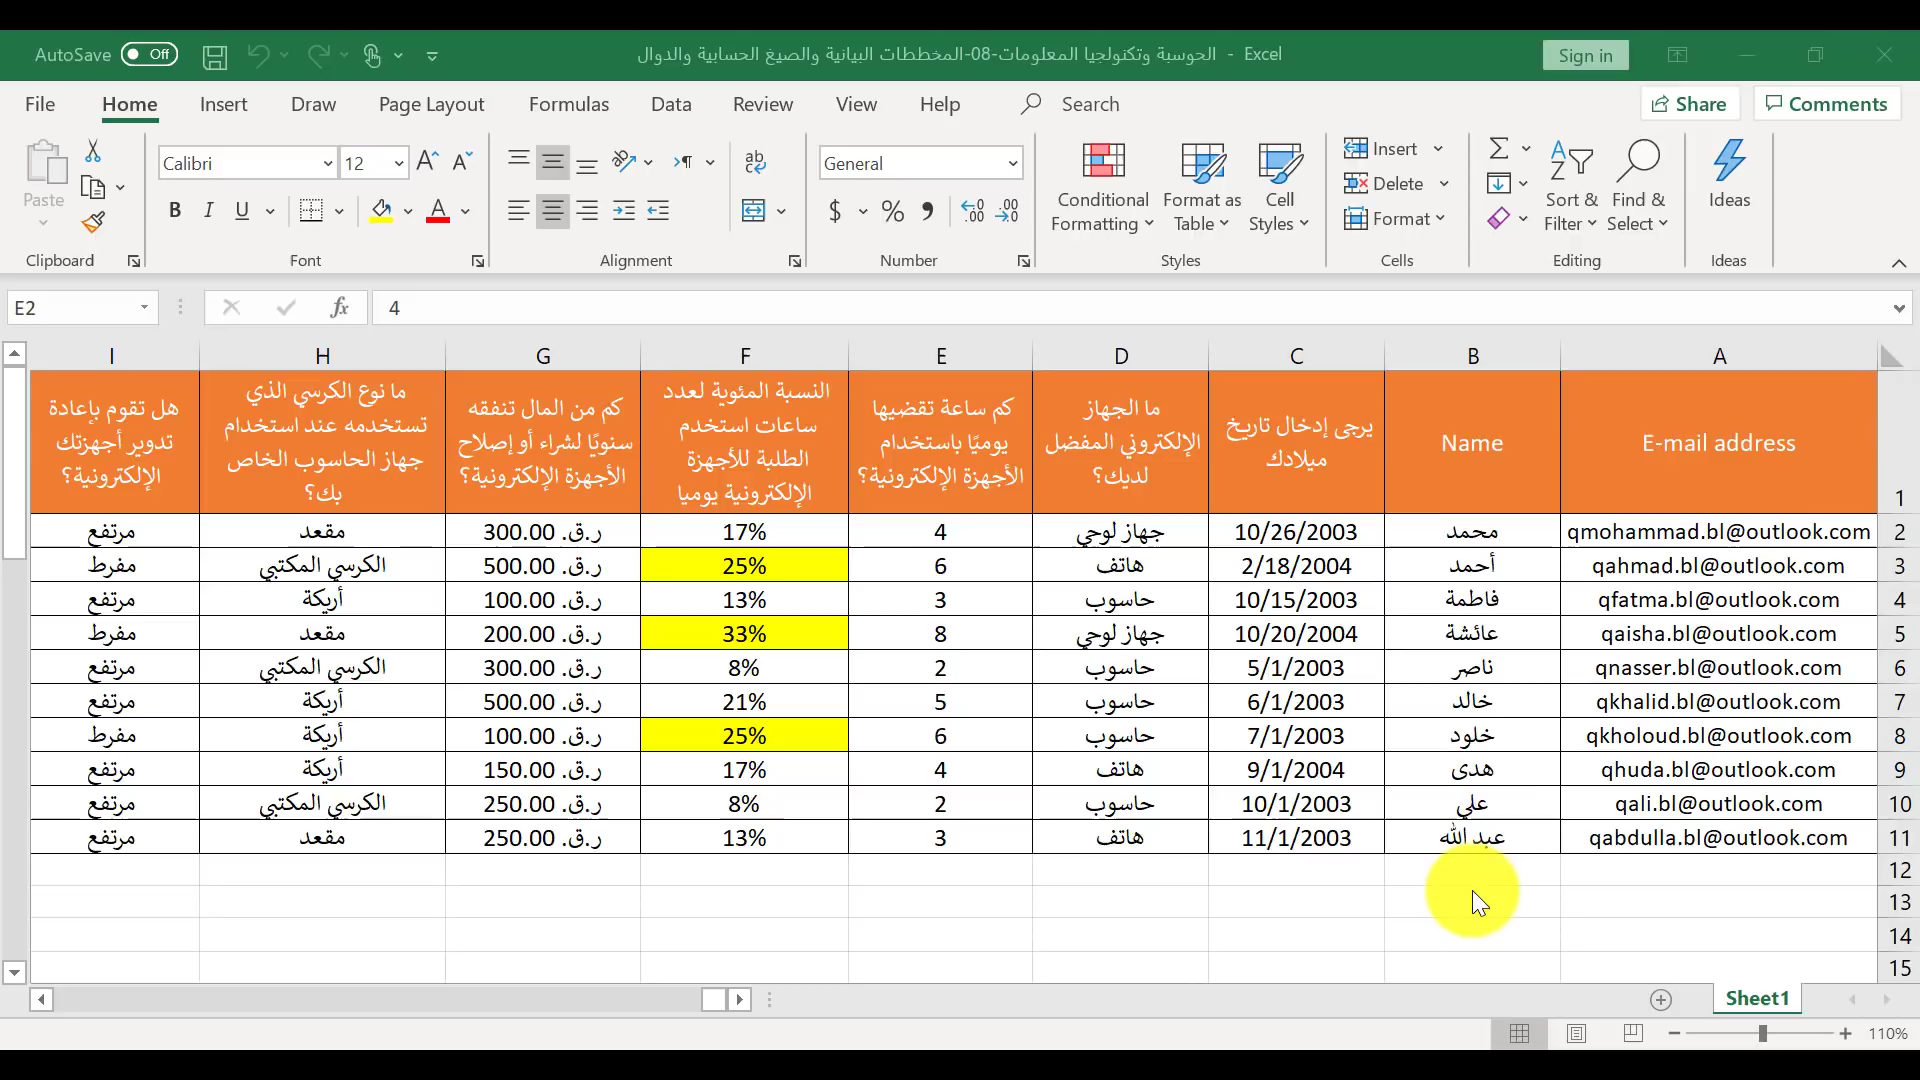 AutoSave Off
الحوسبة وتكنولجيا المعلومات-08-المخططات البيانية والصيغ الحسابية والدوال - Excel
Sign in
File Home Insert Draw Page Layout Formulas Data Review View Help Search Share Comments
Paste
Clipboard
Calibri 12
B I U
Font
ab
Alignment
General
$ % 
Number
Conditional Formatting
Format as Table
Cell Styles
Styles
Insert
Delete
Format
Cells
Sort & Filter
Find & Select
Editing
Ideas
Ideas
E2 fx 4
A B C D E F G H I
1
E-mail address
Name
يرجى إدخال تاريخ ميلادك
ما الجهاز الإلكتروني المفضل لديك؟
كم ساعة تقضيها يوميًا باستخدام الأجهزة الإلكترونية؟
النسبة المئوية لعدد ساعات استخدم الطلبة للأجهزة الإلكترونية يوميا
كم من المال تنفقه سنويًا لشراء أو إصلاح الأجهزة الإلكترونية؟
ما نوع الكرسي الذي تستخدمه عند استخدام جهاز الحاسوب الخاص بك؟
هل تقوم بإعادة تدوير أجهزتك الإلكترونية؟
2 qmohammad.bl@outlook.com محمد 10/26/2003 جهاز لوحي 4 17% ر.ق. 300.00 مقعد مرتفع
3 qahmad.bl@outlook.com أحمد 2/18/2004 هاتف 6 25% ر.ق. 500.00 الكرسي المكتبي مفرط
4 qfatma.bl@outlook.com فاطمة 10/15/2003 حاسوب 3 13% ر.ق. 100.00 أريكة مرتفع
5 qaisha.bl@outlook.com عائشة 10/20/2004 جهاز لوحي 8 33% ر.ق. 200.00 مقعد مفرط
6 qnasser.bl@outlook.com ناصر 5/1/2003 حاسوب 2 8% ر.ق. 300.00 الكرسي المكتبي مرتفع
7 qkhalid.bl@outlook.com خالد 6/1/2003 حاسوب 5 21% ر.ق. 500.00 أريكة مرتفع
8 qkholoud.bl@outlook.com خلود 7/1/2003 حاسوب 6 25% ر.ق. 100.00 أريكة مفرط
9 qhuda.bl@outlook.com هدى 9/1/2004 هاتف 4 17% ر.ق. 150.00 أريكة مرتفع
10 qali.bl@outlook.com علي 10/1/2003 حاسوب 2 8% ر.ق. 250.00 الكرسي المكتبي مرتفع
11 qabdulla.bl@outlook.com عبد الله 11/1/2003 هاتف 3 13% ر.ق. 250.00 مقعد مرتفع
12
13
14
15
Sheet1
110%